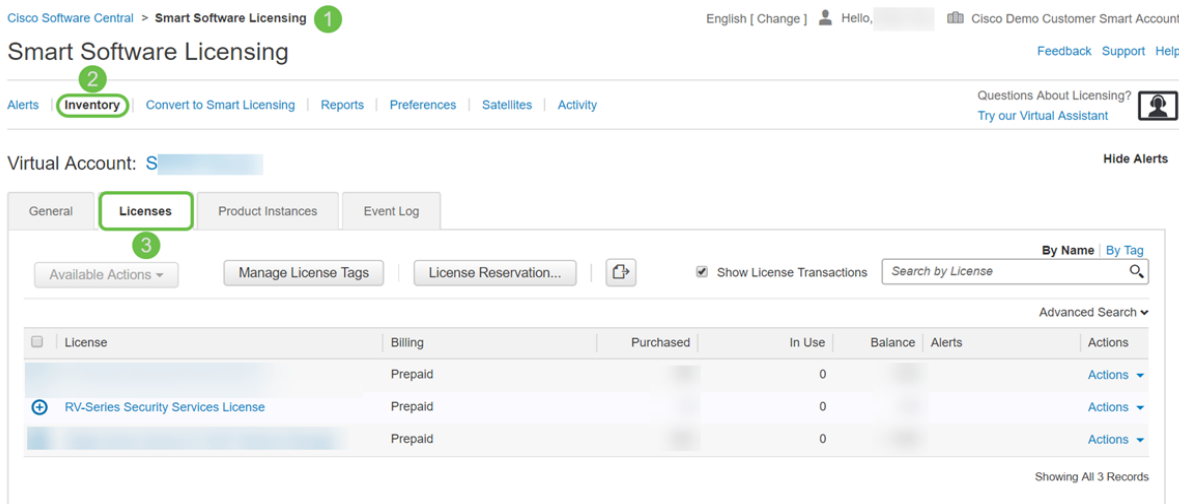 Cisco Software Central > Smart Software Licensing 1 English [ Change ] Hello, Cisco Demo Customer Smart Account
Smart Software Licensing Feedback Support Help
2
Alerts Inventory Convert to Smart Licensing Reports Preferences Satellites Activity
Questions About Licensing?
Try our Virtual Assistant
Virtual Account: S Hide Alerts
General Licenses Product Instances Event Log
3
By Name By Tag
Available Actions Manage License Tags License Reservation... Show License Transactions Search by License
Advanced Search
License Billing Purchased In Use Balance Alerts Actions
Prepaid 0 Actions
RV-Series Security Services License Prepaid 0 Actions
Prepaid 0 Actions
Showing All 3 Records